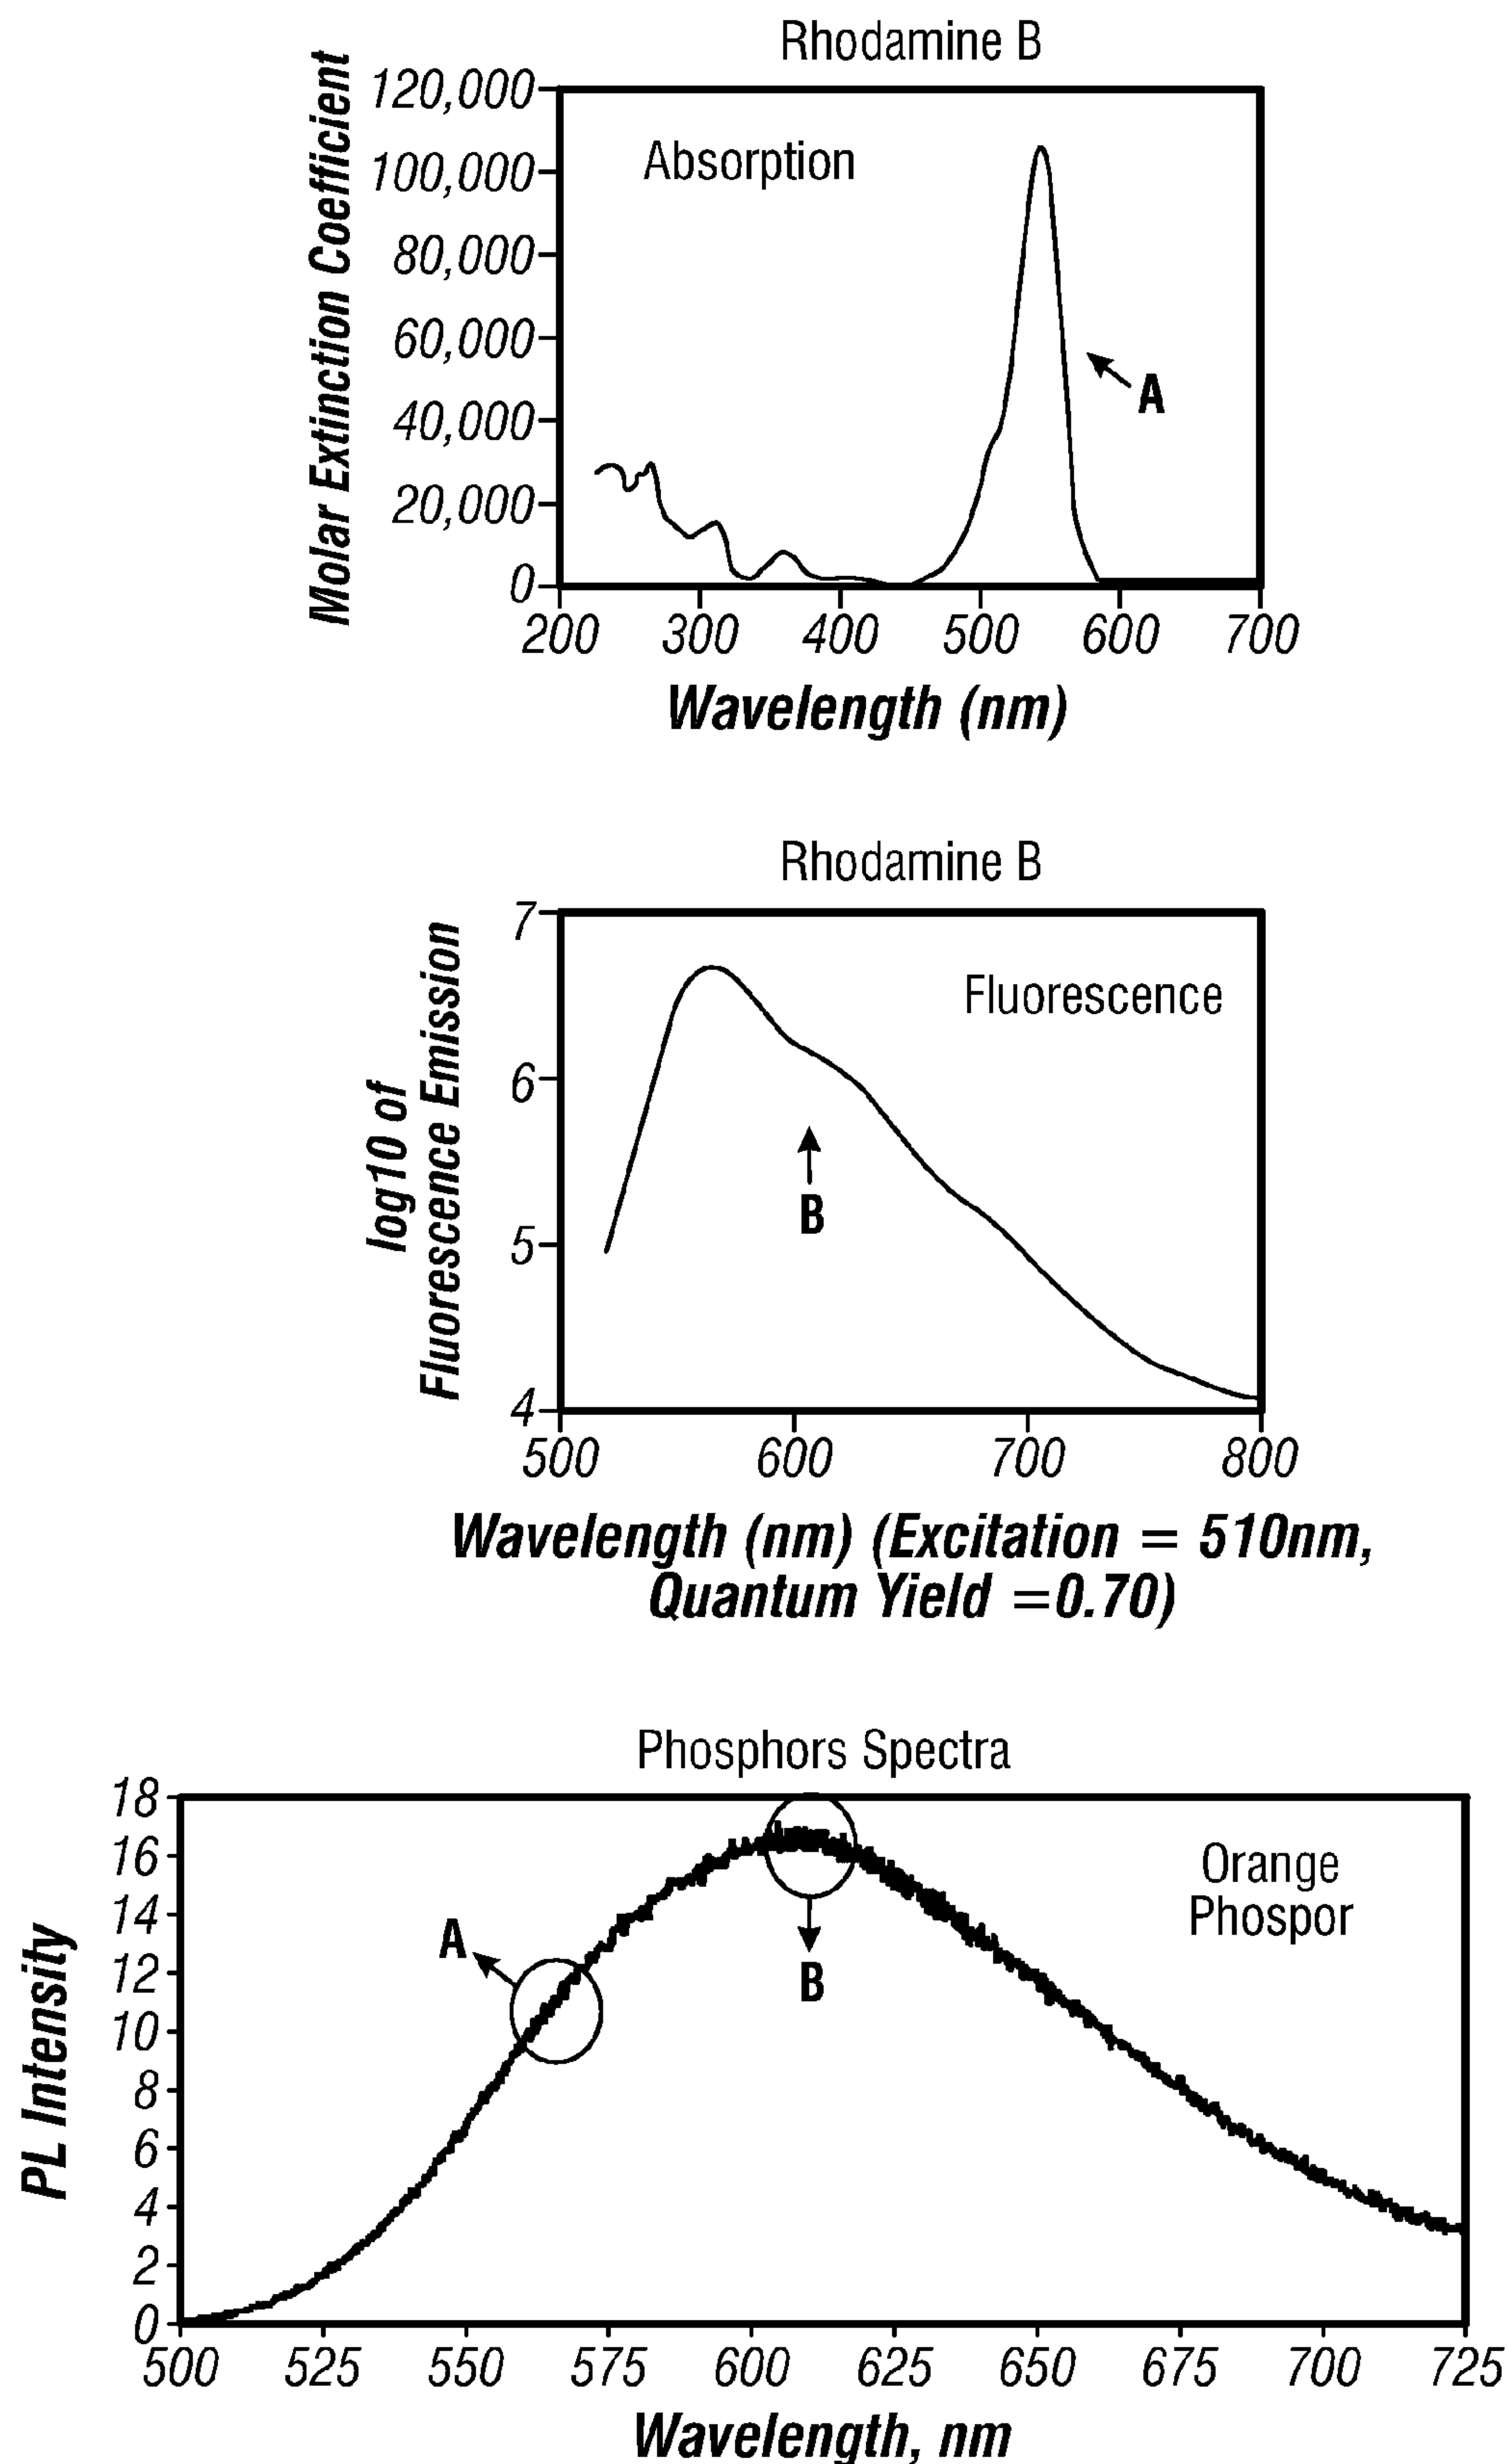 Rhodamine B
Molar Extinction Coefficient
120,000
100,000
80,000
60,000
40,000
20,000
0
Absorption
A
200 300 400 500 600 700
Wavelength (nm)
Rhodamine B
log10 of
Fluorescence Emission
7
6
5
4
Fluorescence
B
500 600 700 800
Wavelength (nm) (Excitation = 510nm,
Quantum Yield =0.70)
Phosphors Spectra
PL Intensity
18
16
14
12
10
8
6
4
2
0
Orange
Phospor
A
B
500 525 550 575 600 625 650 675 700 725
Wavelength, nm